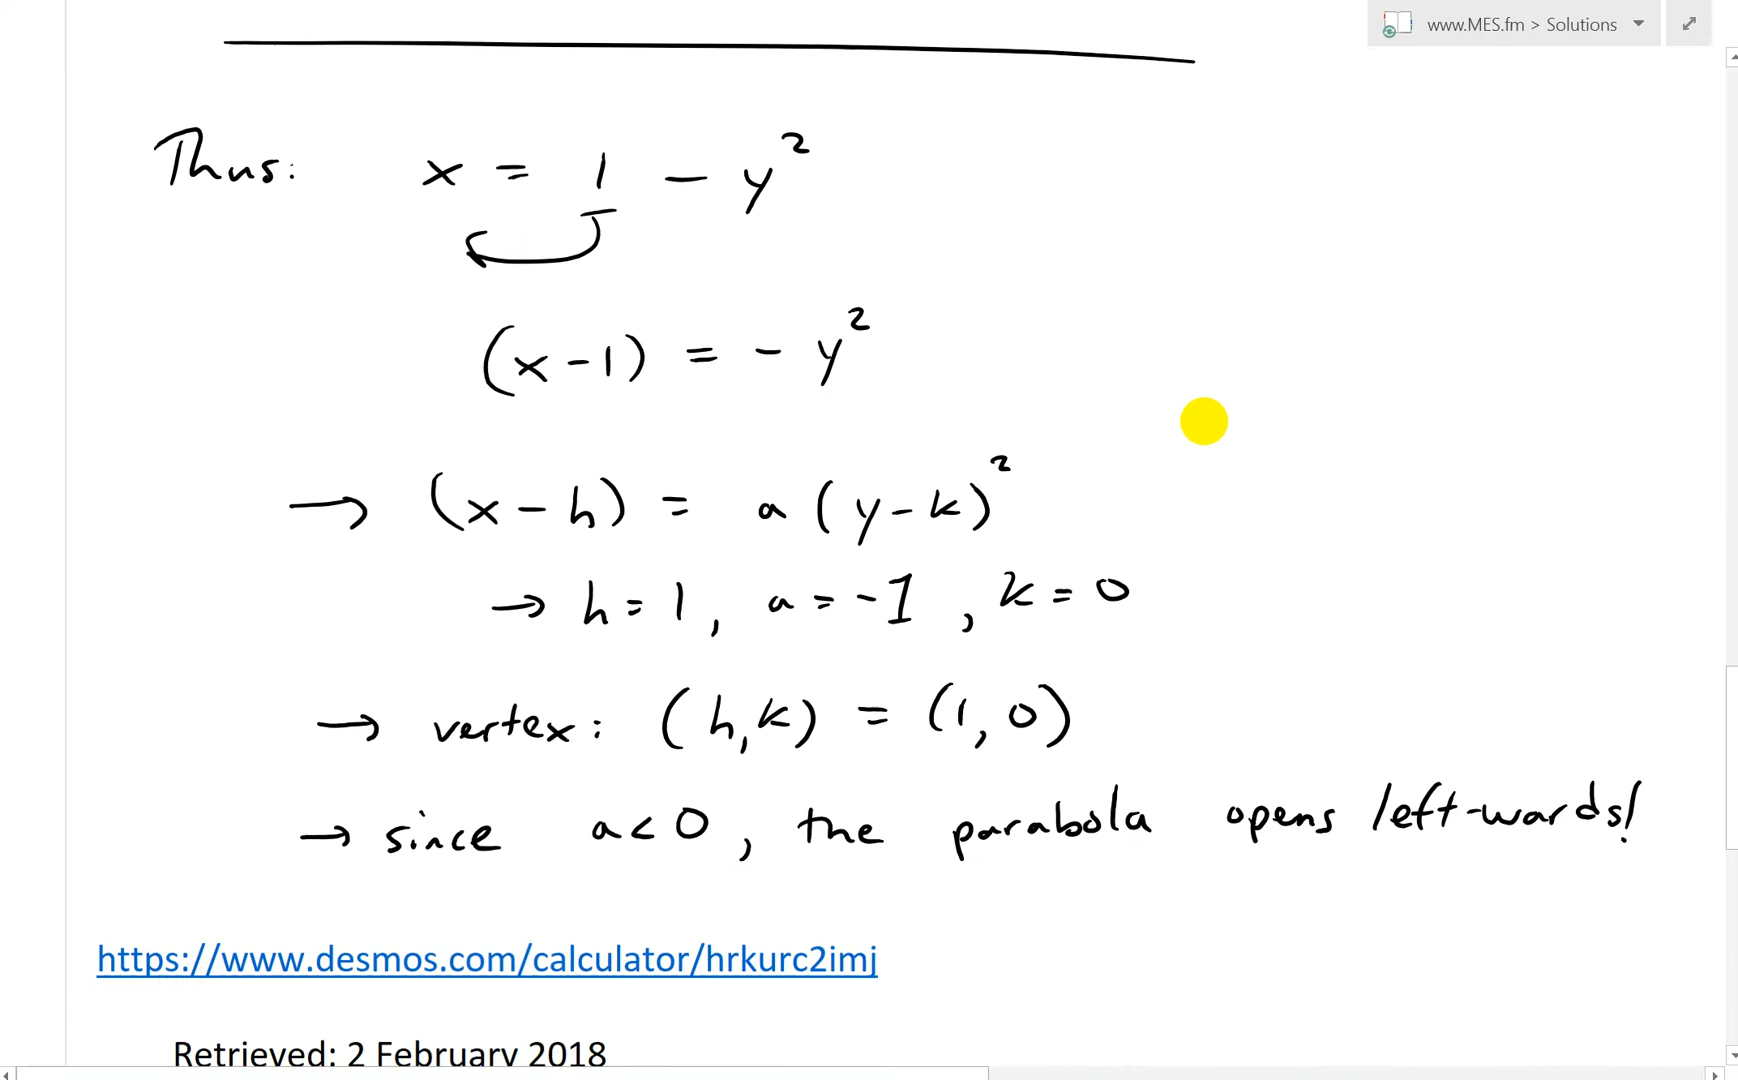 www.MES.fm > Solutions
Thus: x = 1 - y²
(x-1) = - y²
→ (x-h) = a(y-k)²
→ h=1, a=-1, k=0
→ vertex: (h,k) = (1,0)
→ since a<0, the parabola opens left-wards!
https://www.desmos.com/calculator/hrkurc2imj
Retrieved: 2 February 2018